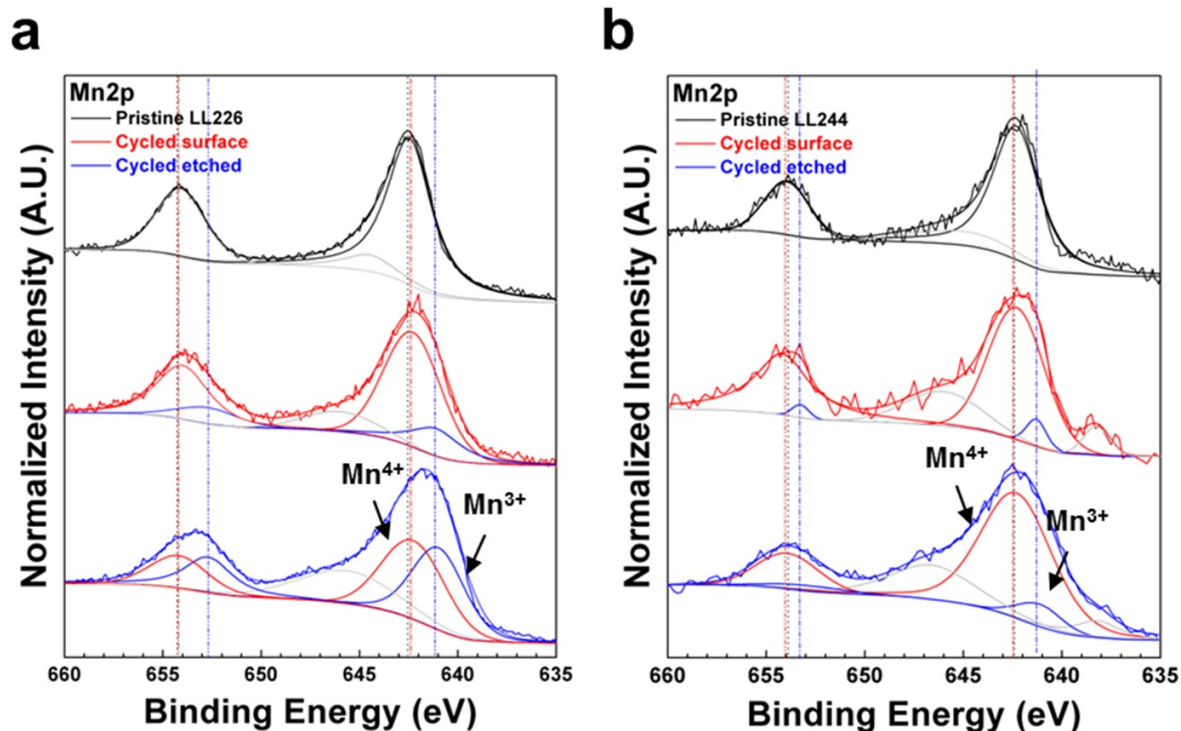 a
Mn2p
Pristine LL226
Cycled surface
Cycled etched
Mn4+
Mn3+
Normalized Intensity (A.U.)
660 655 650 645 640 635
Binding Energy (eV)
b
Mn2p
Pristine LL244
Cycled surface
Cycled etched
Mn4+
Mn3+
Normalized Intensity (A.U.)
660 655 650 645 640 635
Binding Energy (eV)